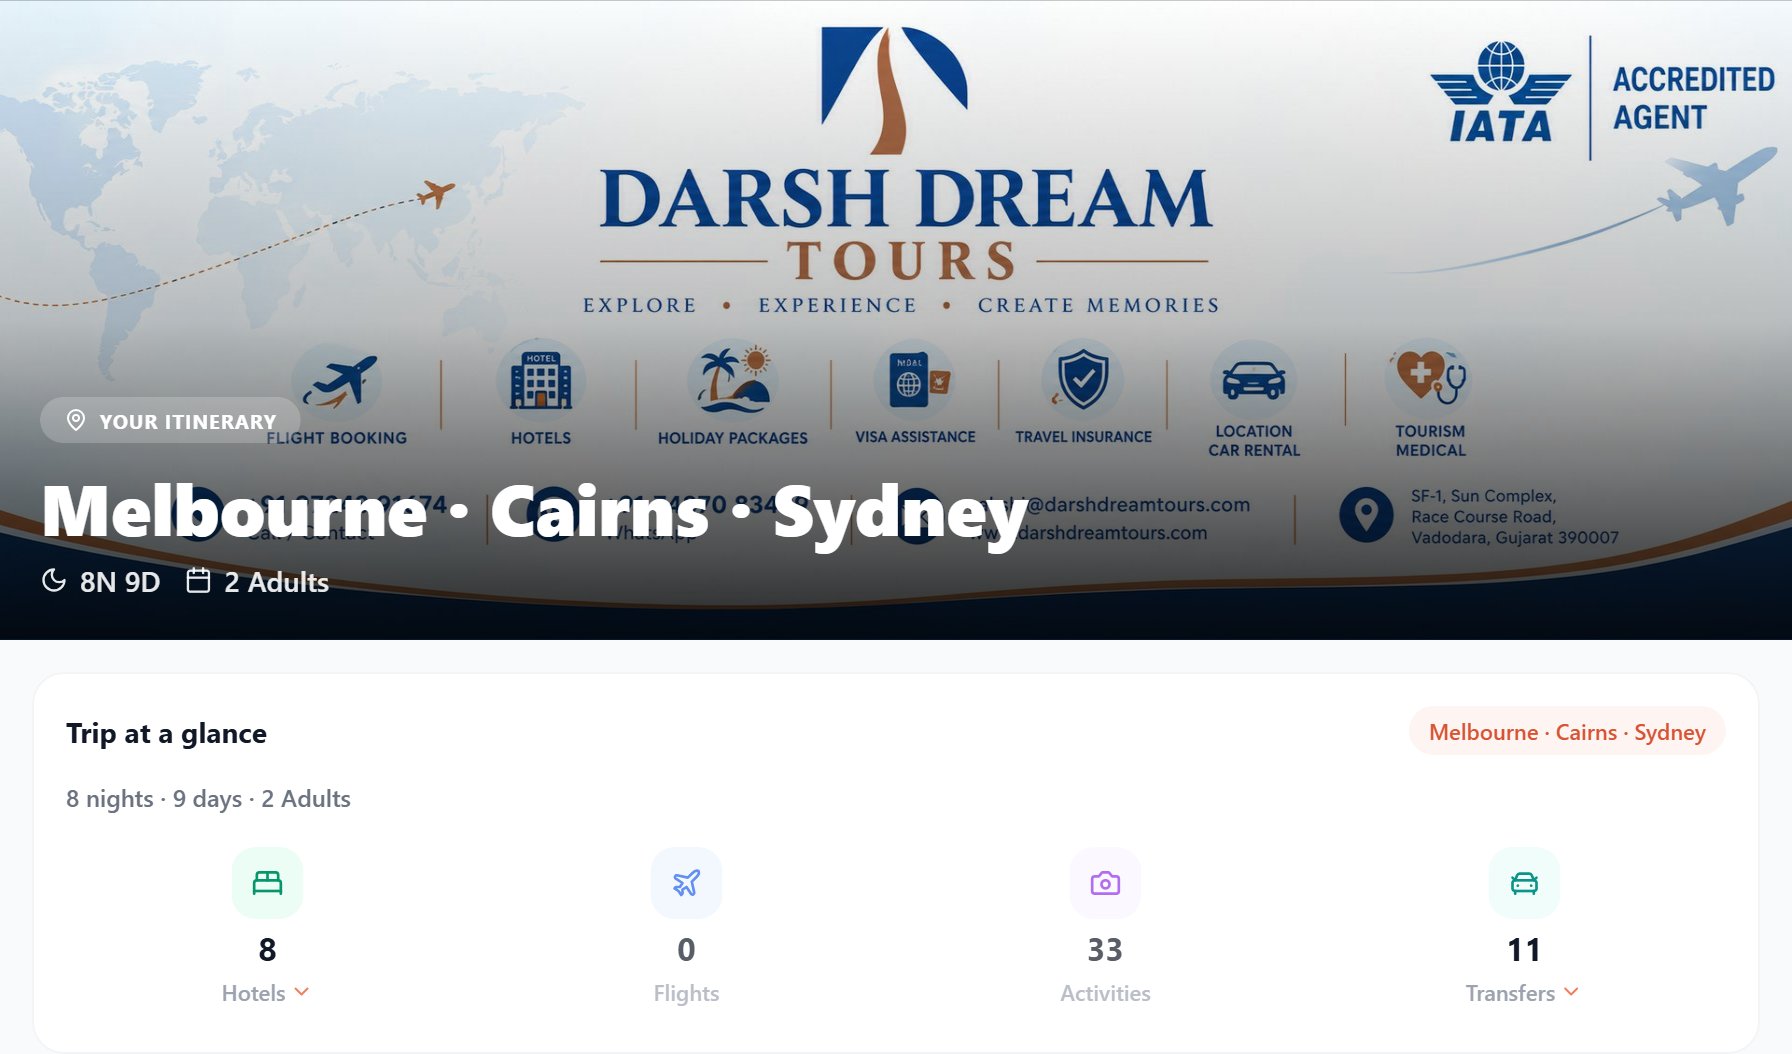 DARSH DREAM
TOURS
EXPLORE • EXPERIENCE • CREATE MEMORIES
IATA
ACCREDITED
AGENT
YOUR ITINERARY
FLIGHT BOOKING
HOTEL
HOTELS
HOLIDAY PACKAGES
VISA ASSISTANCE
TRAVEL INSURANCE
LOCATION
CAR RENTAL
TOURISM
MEDICAL
Melbourne · Cairns · Sydney
@darshdreamtours.com
darshdreamtours.com
SF-1, Sun Complex,
Race Course Road,
Vadodara, Gujarat 390007
8N 9D 2 Adults
Trip at a glance
Melbourne · Cairns · Sydney
8 nights · 9 days · 2 Adults
8
Hotels
0
Flights
33
Activities
11
Transfers